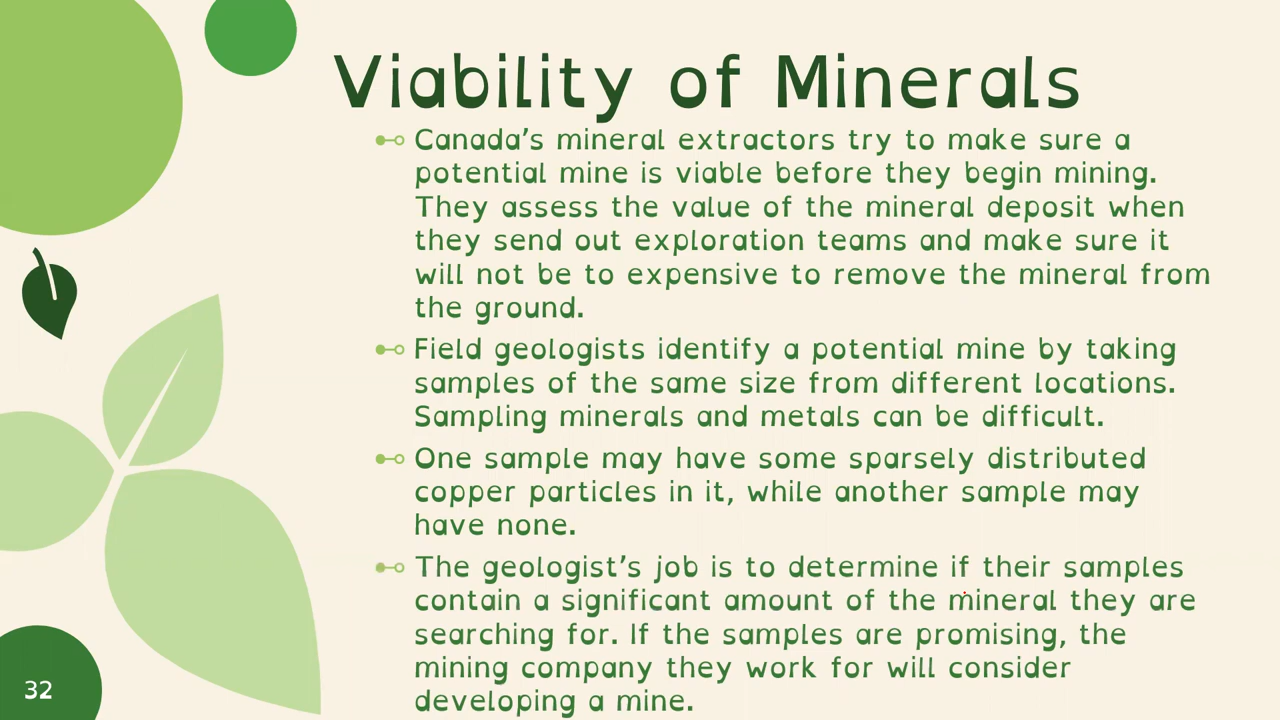 Viability of Minerals
Canada's mineral extractors try to make sure a
potential mine is viable before they begin mining.
They assess the value of the mineral deposit when
they send out exploration teams and make sure it
will not be to expensive to remove the mineral from
the ground.
Field geologists identify a potential mine by taking
samples of the same size from different locations.
Sampling minerals and metals can be difficult.
One sample may have some sparsely distributed
copper particles in it, while another sample may
have none.
The geologist's job is to determine if their samples
contain a significant amount of the mineral they are
searching for. If the samples are promising, the
mining company they work for will consider
developing a mine.
32